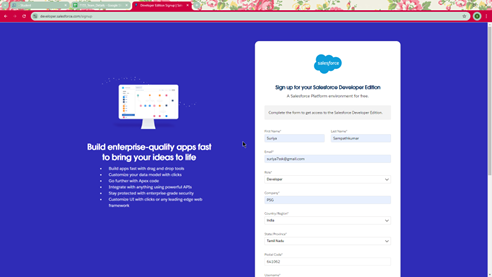 Developer Edition Signup | Sal
developer.salesforce.com/signup
salesforce
Sign up for your Salesforce Developer Edition
A Salesforce Platform environment for free.
Complete the form to get access to the Salesforce Developer Edition.
Build enterprise-quality apps fast
to bring your ideas to life
Build apps fast with drag and drop tools
Customize your data model with clicks
Go further with Apex code
Integrate with anything using powerful APIs
Stay protected with enterprise-grade security
Customize UI with clicks or any leading-edge web
framework
First Name*
Last Name*
Surya
Email*
Role*
Developer
Company*
PSG
Country/Region*
India
State/Province*
Tamil Nadu
Postal Code*
Username*